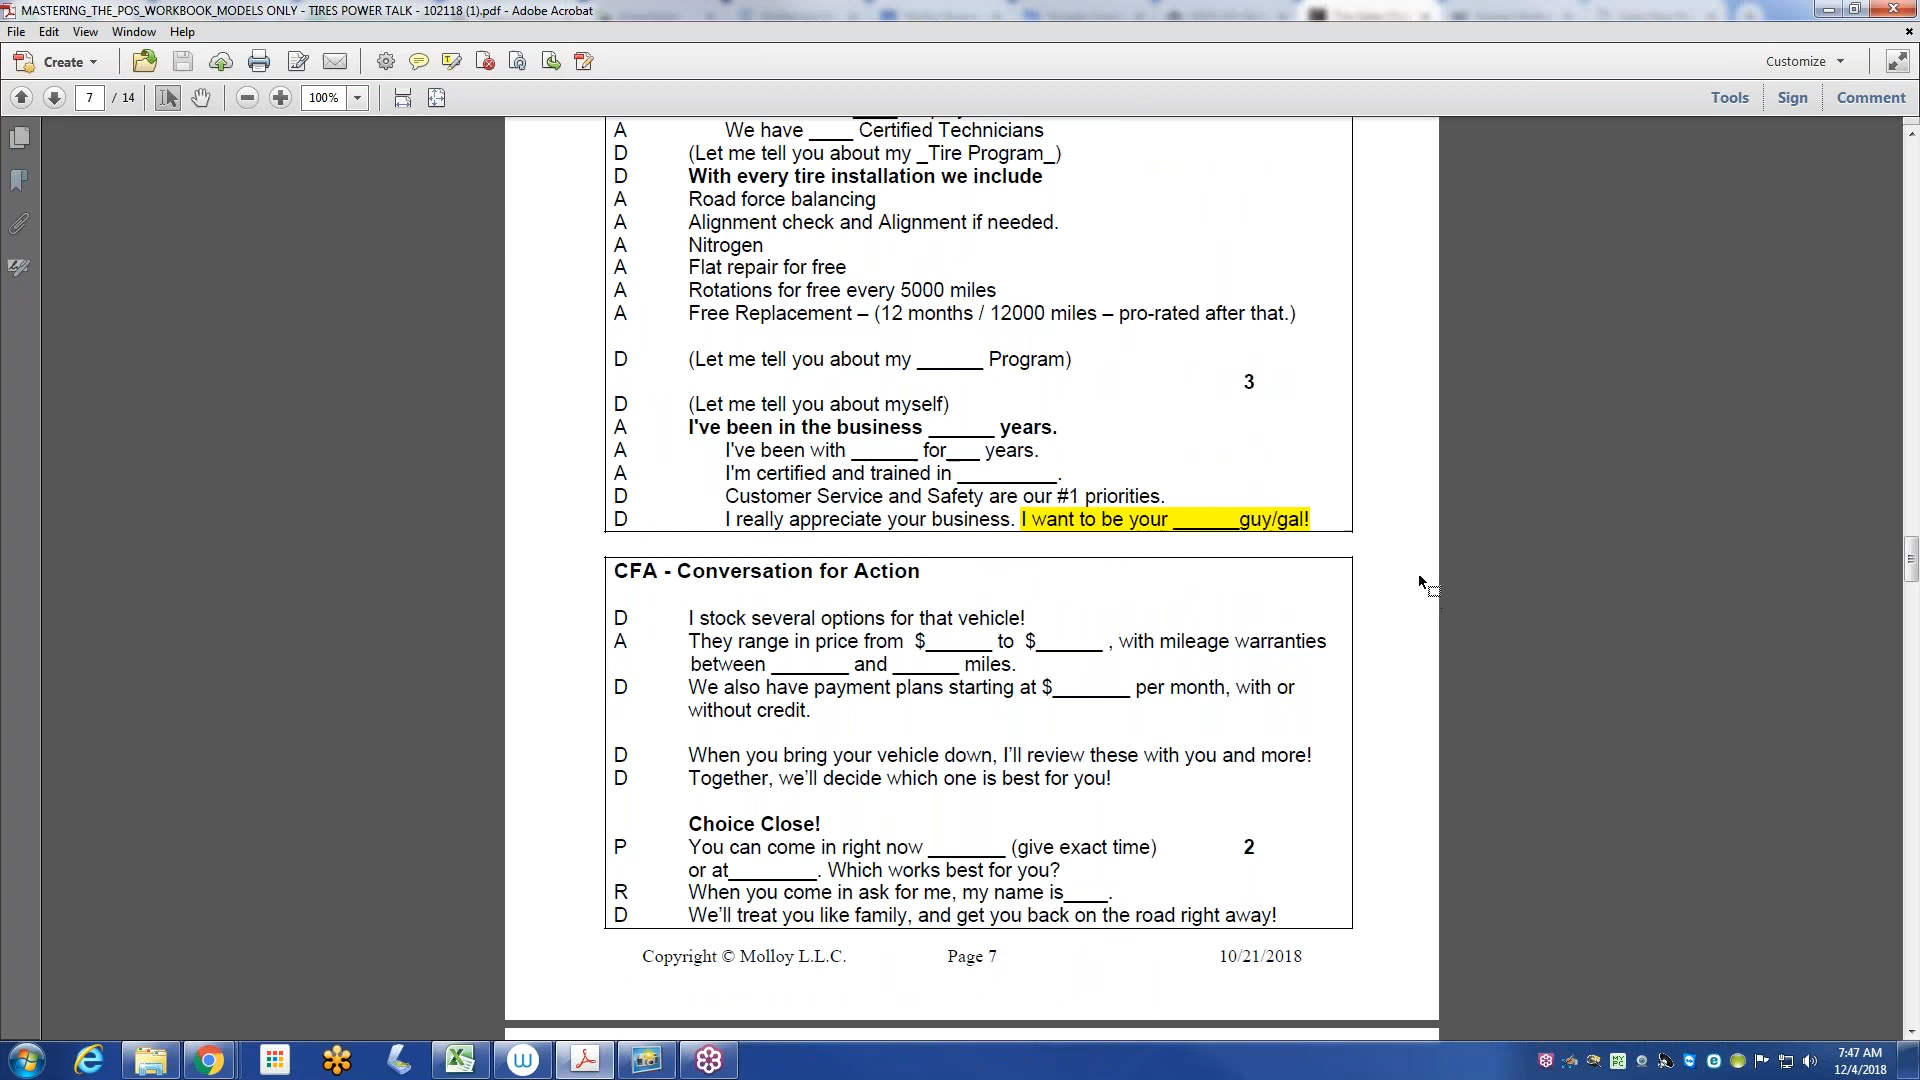 MASTERING_THE_POS_WORKBOOK_MODELS ONLY - TIRES POWER TALK - 102118 (1).pdf - Adobe Acrobat
File Edit View Window Help
Create Customize
7 / 14 100% Tools Sign Comment
A We have ____ Certified Technicians
D (Let me tell you about my _Tire Program_)
D With every tire installation we include
A Road force balancing
A Alignment check and Alignment if needed.
A Nitrogen
A Flat repair for free
A Rotations for free every 5000 miles
A Free Replacement – (12 months / 12000 miles – pro-rated after that.)
D (Let me tell you about my ______ Program)
3
D (Let me tell you about myself)
A I've been in the business ______ years.
A I've been with ______ for___ years.
A I'm certified and trained in _________.
D Customer Service and Safety are our #1 priorities.
D I really appreciate your business. I want to be your ______guy/gal!
CFA - Conversation for Action
D I stock several options for that vehicle!
A They range in price from $______ to $______ , with mileage warranties
between _______ and ______ miles.
D We also have payment plans starting at $_______ per month, with or
without credit.
D When you bring your vehicle down, I’ll review these with you and more!
D Together, we’ll decide which one is best for you!
Choice Close!
P You can come in right now _______ (give exact time) 2
or at________. Which works best for you?
R When you come in ask for me, my name is____.
D We’ll treat you like family, and get you back on the road right away!
Copyright © Molloy L.L.C. Page 7 10/21/2018
7:47 AM
12/4/2018